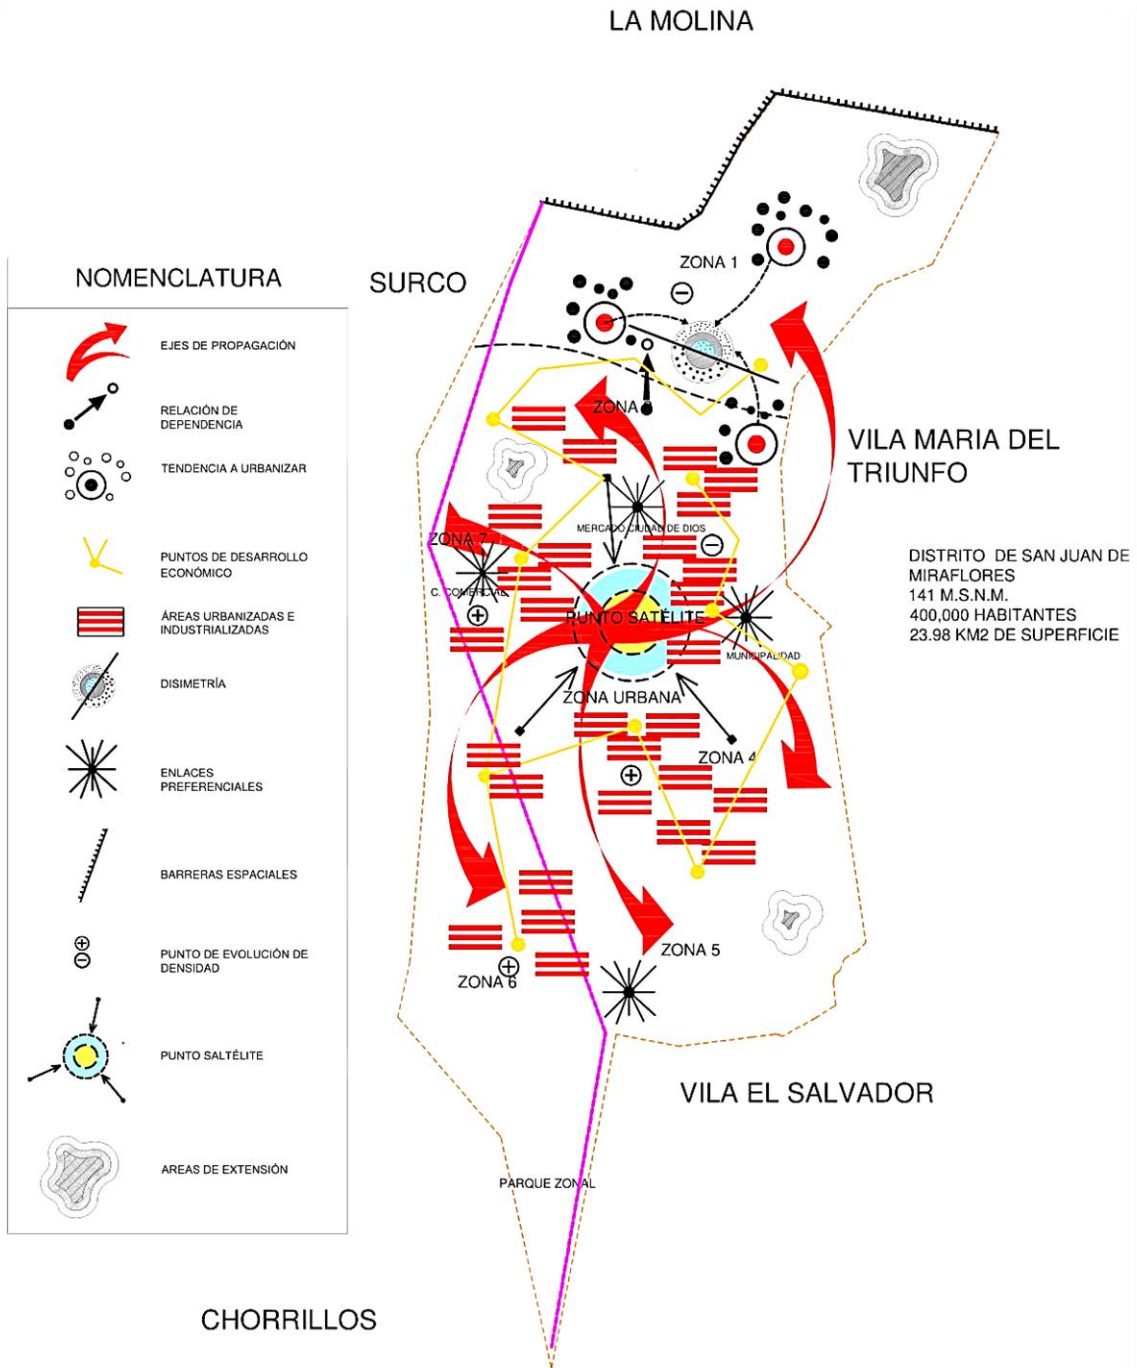 LA MOLINA
NOMENCLATURA
EJES DE PROPAGACIÓN
RELACIÓN DE
DEPENDENCIA
TENDENCIA A URBANIZAR
PUNTOS DE DESARROLLO
ECONÓMICO
ÁREAS URBANIZADAS E
INDUSTRIALIZADAS
DISIMETRÍA
ENLACES
PREFERENCIALES
BARRERAS ESPACIALES
PUNTO DE EVOLUCIÓN DE
DENSIDAD
PUNTO SALTÉLITE
AREAS DE EXTENSIÓN
SURCO
ZONA 1
ZONA
VILA MARIA DEL
TRIUNFO
MERCADO CIUDAD DE DIOS
ZONA 7
C. COMERCIAL
PUNTO SATÉLITE
MUNICIPALIDAD
ZONA URBANA
ZONA 4
ZONA 5
ZONA 6
DISTRITO DE SAN JUAN DE
MIRAFLORES
141 M.S.N.M.
400,000 HABITANTES
23.98 KM2 DE SUPERFICIE
VILA EL SALVADOR
PARQUE ZONAL
CHORRILLOS